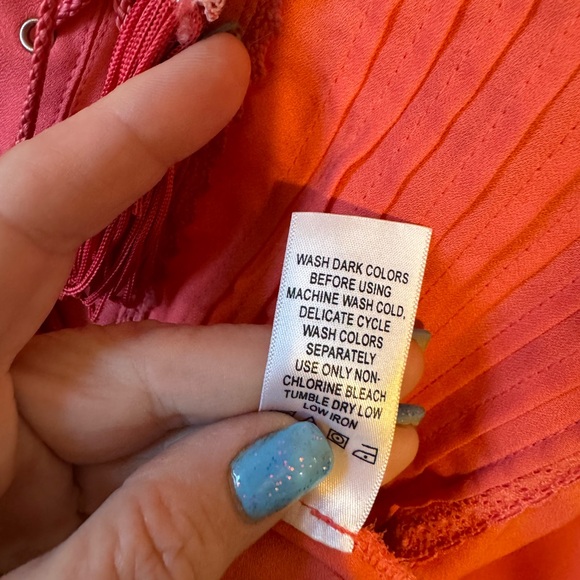 WASH DARK COLORS
BEFORE USING
MACHINE WASH COLD,
DELICATE CYCLE
WASH COLORS
SEPARATELY
USE ONLY NON-
CHLORINE BLEACH
TUMBLE DRY LOW
LOW IRON